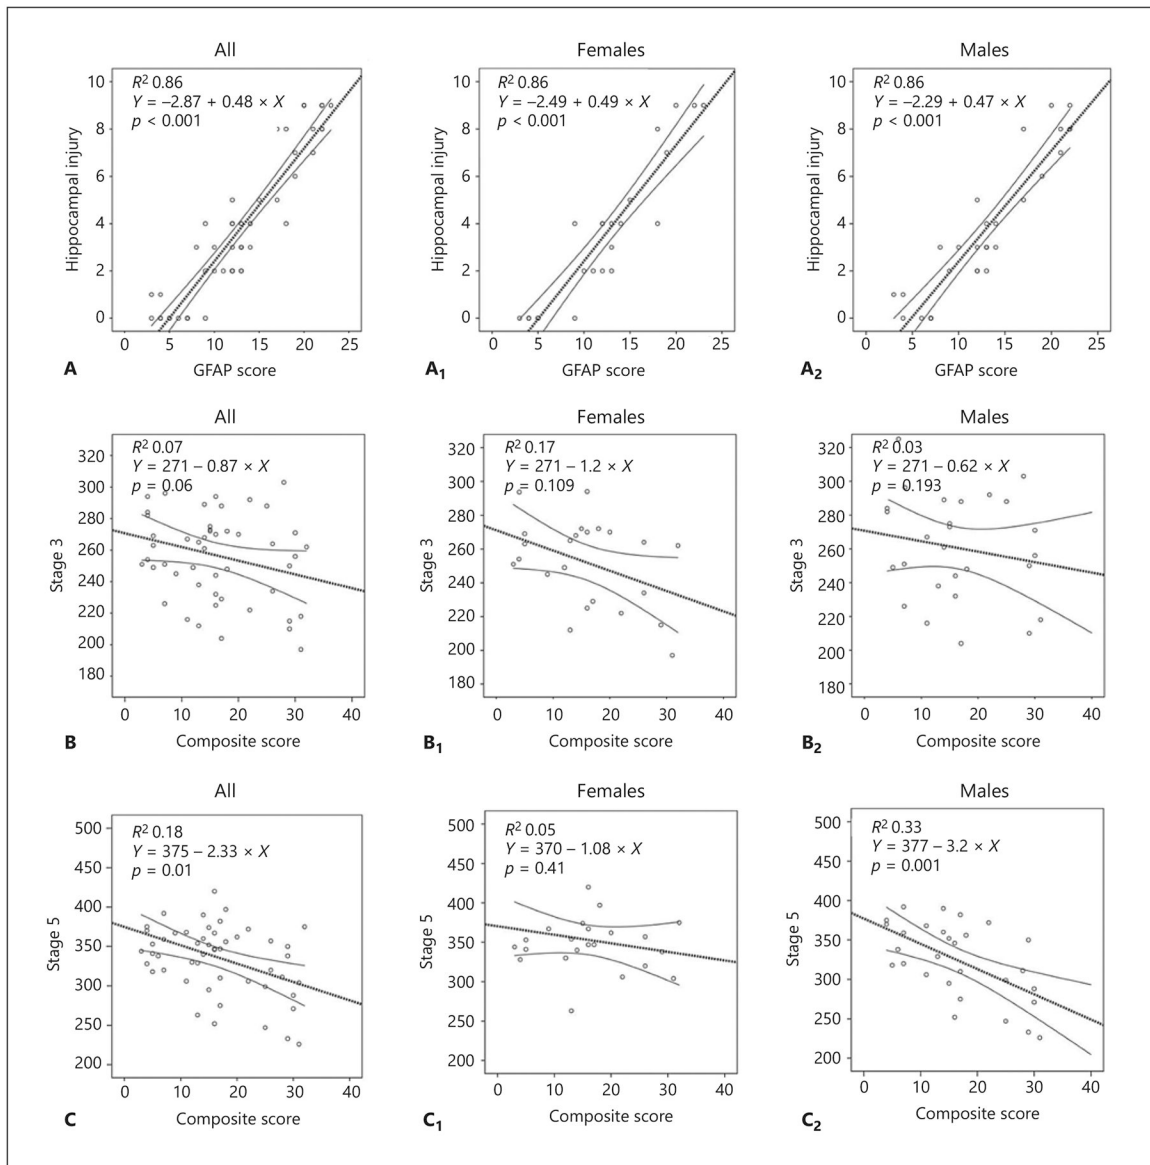 All
Females
Males
R² 0.86
Y = –2.87 + 0.48 × X
p < 0.001
R² 0.86
Y = –2.49 + 0.49 × X
p < 0.001
R² 0.86
Y = –2.29 + 0.47 × X
p < 0.001
Hippocampal injury
10
8
6
4
2
0
0 5 10 15 20 25
GFAP score
A
Hippocampal injury
10
8
6
4
2
0
0 5 10 15 20 25
GFAP score
A1
Hippocampal injury
10
8
6
4
2
0
0 5 10 15 20 25
GFAP score
A2
All
Females
Males
R² 0.07
Y = 271 – 0.87 × X
p = 0.06
R² 0.17
Y = 271 – 1.2 × X
p = 0.109
R² 0.03
Y = 271 – 0.62 × X
p = 0.193
Stage 3
320
300
280
260
240
220
200
180
0 10 20 30 40
Composite score
B
Stage 3
320
300
280
260
240
220
200
180
0 10 20 30 40
Composite score
B1
Stage 3
320
300
280
260
240
220
200
180
0 10 20 30 40
Composite score
B2
All
Females
Males
R² 0.18
Y = 375 – 2.33 × X
p = 0.01
R² 0.05
Y = 370 – 1.08 × X
p = 0.41
R² 0.33
Y = 377 – 3.2 × X
p = 0.001
Stage 5
500
450
400
350
300
250
200
0 10 20 30 40
Composite score
C
Stage 5
500
450
400
350
300
250
200
0 10 20 30 40
Composite score
C1
Stage 5
500
450
400
350
300
250
200
0 10 20 30 40
Composite score
C2